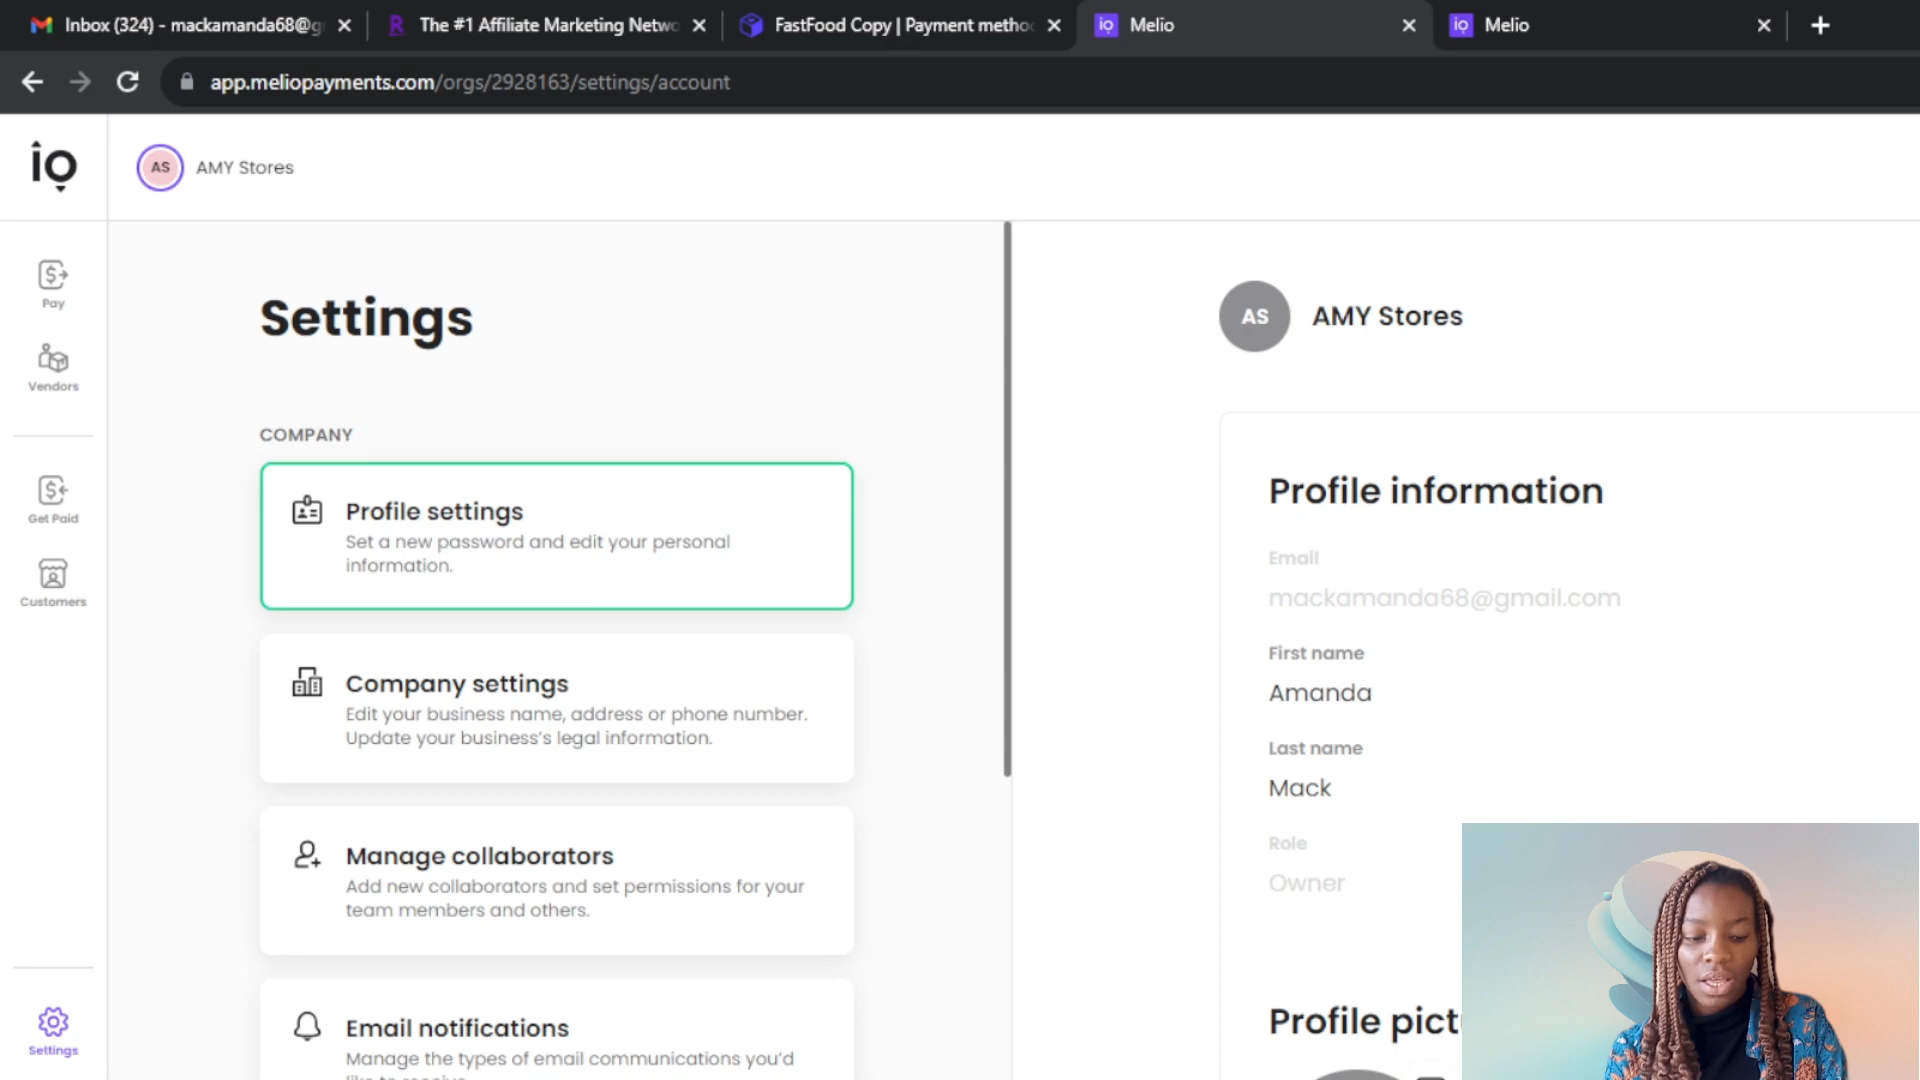 Inbox (324) - mackamanda68@g
The #1 Affiliate Marketing Netwo
FastFood Copy | Payment metho
Melio
Melio
app.meliopayments.com/orgs/2928163/settings/account
AS
AMY Stores
Pay
Vendors
Get Paid
Customers
Settings
Settings
COMPANY
Profile settings
Set a new password and edit your personal
information.
Company settings
Edit your business name, address or phone number.
Update your business's legal information.
Manage collaborators
Add new collaborators and set permissions for your
team members and others.
Email notifications
Manage the types of email communications you'd
like to receive.
AS
AMY Stores
Profile information
Email
mackamanda68@gmail.com
First name
Amanda
Last name
Mack
Role
Owner
Profile pict